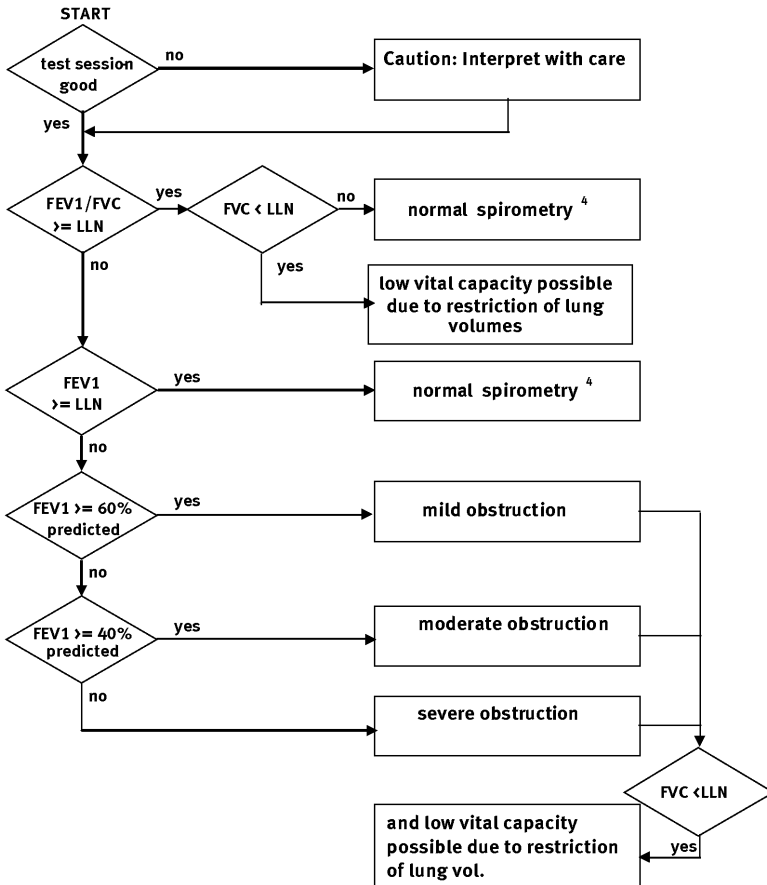 START
test session
good
no
Caution: Interpret with care
yes
FEV1/FVC
>= LLN
yes
FVC < LLN
no
normal spirometry 4
no
yes
low vital capacity possible
due to restriction of lung
volumes
FEV1
>= LLN
yes
normal spirometry 4
no
FEV1 >= 60%
predicted
yes
mild obstruction
no
FEV1 >= 40%
predicted
yes
moderate obstruction
no
severe obstruction
FVC <LLN
yes
and low vital capacity
possible due to restriction
of lung vol.